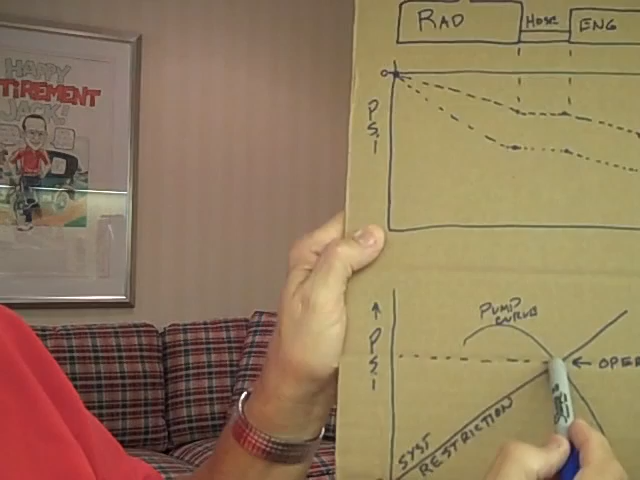 HAPPY
RETIREMENT
JACK!
RAD
HOSE
ENG
PSI
PUMP
CURVE
PSI
← OPER
SYST
RESTRICTION